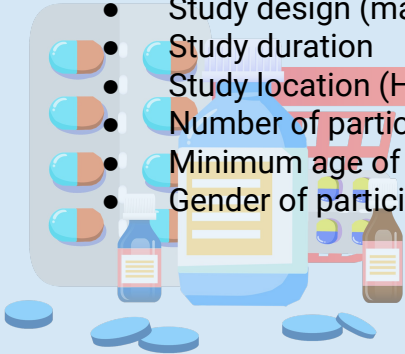 • Study design (ma
• Study duration
• Study location (H
• Number of partic
• Minimum age of
• Gender of partici